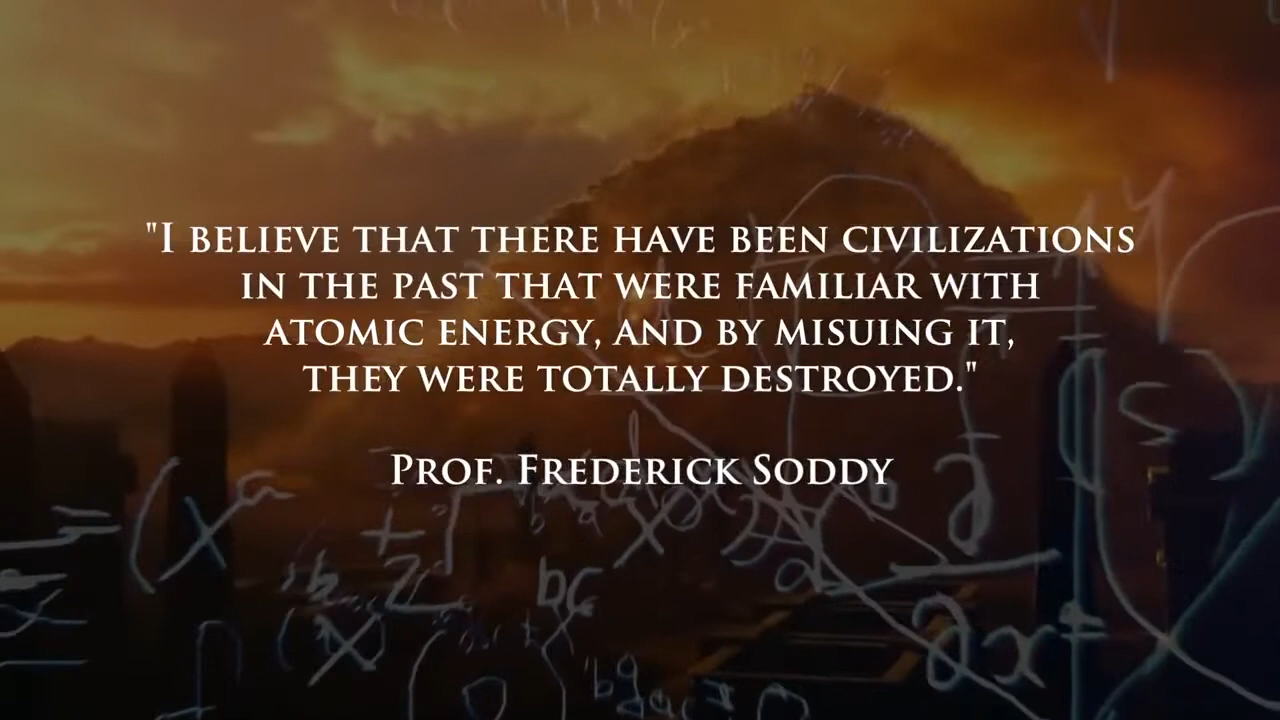 "I BELIEVE THAT THERE HAVE BEEN CIVILIZATIONS
IN THE PAST THAT WERE FAMILIAR WITH
ATOMIC ENERGY, AND BY MISUING IT,
THEY WERE TOTALLY DESTROYED."
PROF. FREDERICK SODDY